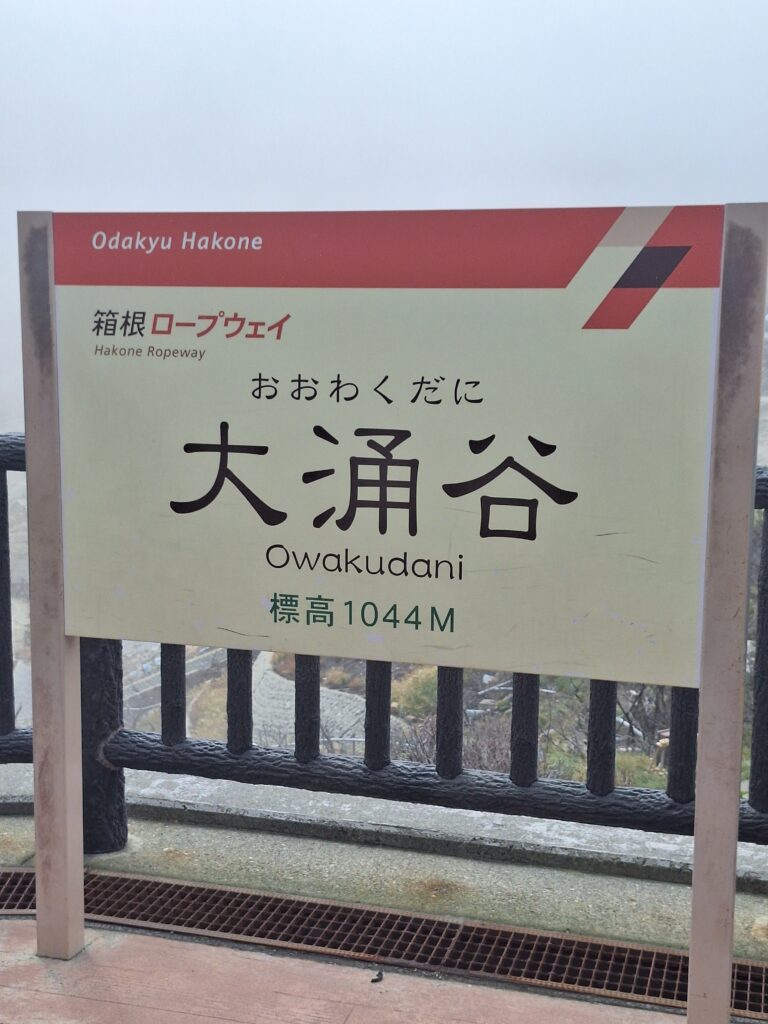 Odakyu Hakone
箱根ロープウェイ
Hakone Ropeway
おおわくだに
大涌谷
Owakudani
標高1044M